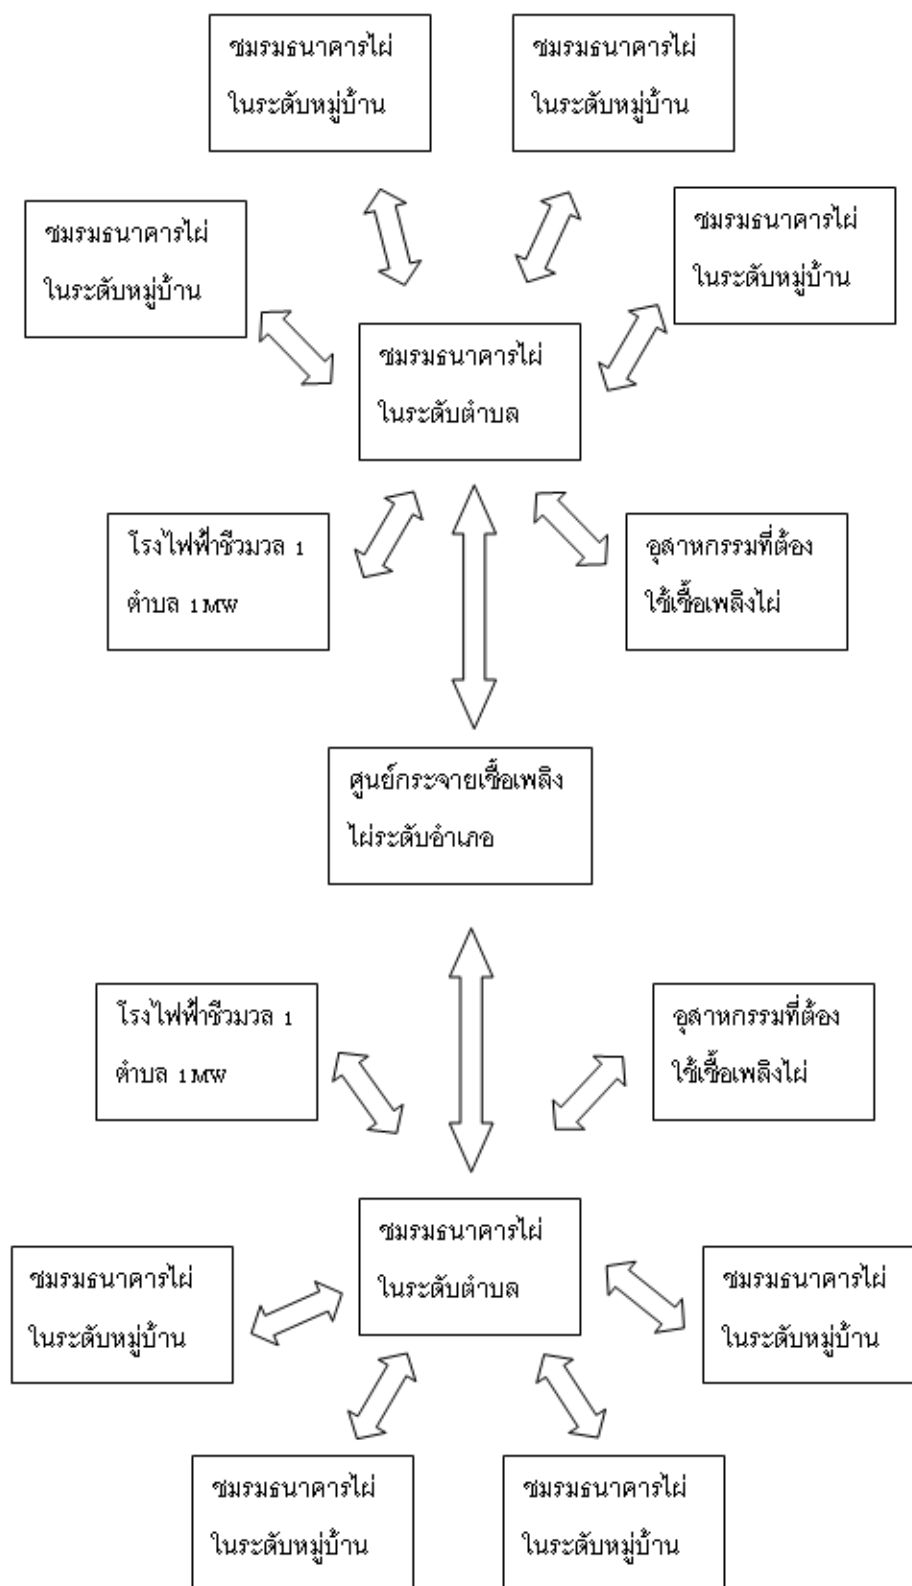 ชมรมธนาคารไผ่
ในระดับหมู่บ้าน
ชมรมธนาคารไผ่
ในระดับหมู่บ้าน
ชมรมธนาคารไผ่
ในระดับหมู่บ้าน
ชมรมธนาคารไผ่
ในระดับหมู่บ้าน
ชมรมธนาคารไผ่
ในระดับตำบล
โรงไฟฟ้าชีวมวล 1
ตำบล 1MW
อุสาหกรรมที่ต้อง
ใช้เชื้อเพลิงไผ่
ศูนย์กระจายเชื้อเพลิง
ไผ่ระดับอำเภอ
โรงไฟฟ้าชีวมวล 1
ตำบล 1MW
อุสาหกรรมที่ต้อง
ใช้เชื้อเพลิงไผ่
ชมรมธนาคารไผ่
ในระดับตำบล
ชมรมธนาคารไผ่
ในระดับหมู่บ้าน
ชมรมธนาคารไผ่
ในระดับหมู่บ้าน
ชมรมธนาคารไผ่
ในระดับหมู่บ้าน
ชมรมธนาคารไผ่
ในระดับหมู่บ้าน